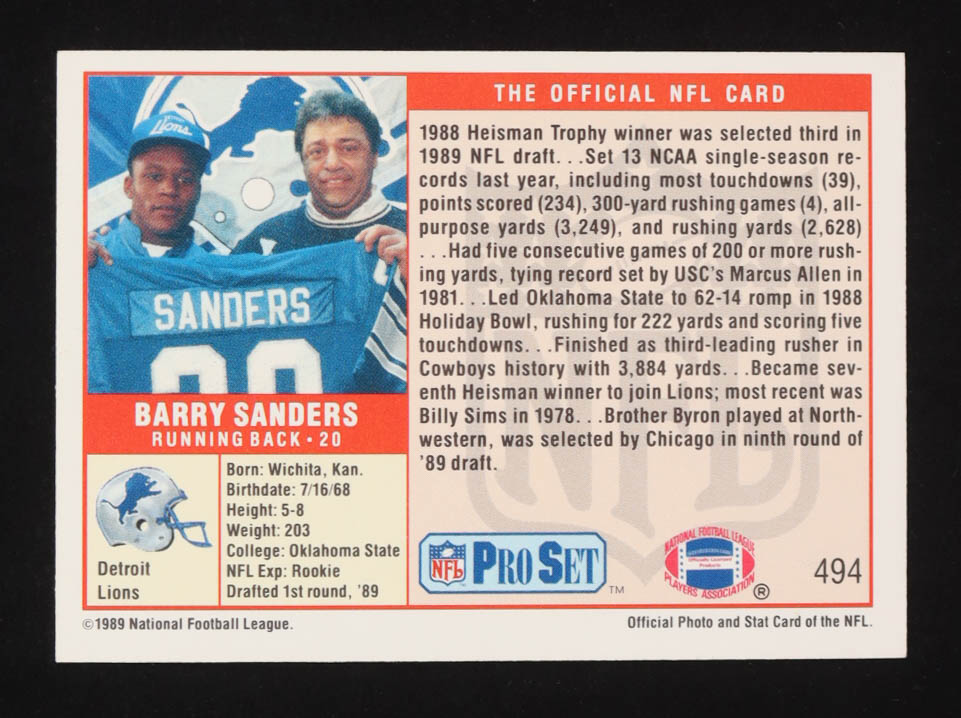 Lions
SANDERS
20
BARRY SANDERS
RUNNING BACK • 20
Detroit
Lions
Born: Wichita, Kan.
Birthdate: 7/16/68
Height: 5-8
Weight: 203
College: Oklahoma State
NFL Exp: Rookie
Drafted 1st round, '89
THE OFFICIAL NFL CARD
1988 Heisman Trophy winner was selected third in
1989 NFL draft. . .Set 13 NCAA single-season re-
cords last year, including most touchdowns (39),
points scored (234), 300-yard rushing games (4), all-
purpose yards (3,249), and rushing yards (2,628)
. . .Had five consecutive games of 200 or more rush-
ing yards, tying record set by USC's Marcus Allen in
1981. . .Led Oklahoma State to 62-14 romp in 1988
Holiday Bowl, rushing for 222 yards and scoring five
touchdowns. . .Finished as third-leading rusher in
Cowboys history with 3,884 yards. . .Became sev-
enth Heisman winner to join Lions; most recent was
Billy Sims in 1978. . .Brother Byron played at North-
western, was selected by Chicago in ninth round of
'89 draft.
NFL
NFL PRO SET ™
NATIONAL FOOTBALL LEAGUE
Officially Licensed
Products
PLAYERS ASSOCIATION ®
494
©1989 National Football League.
Official Photo and Stat Card of the NFL.